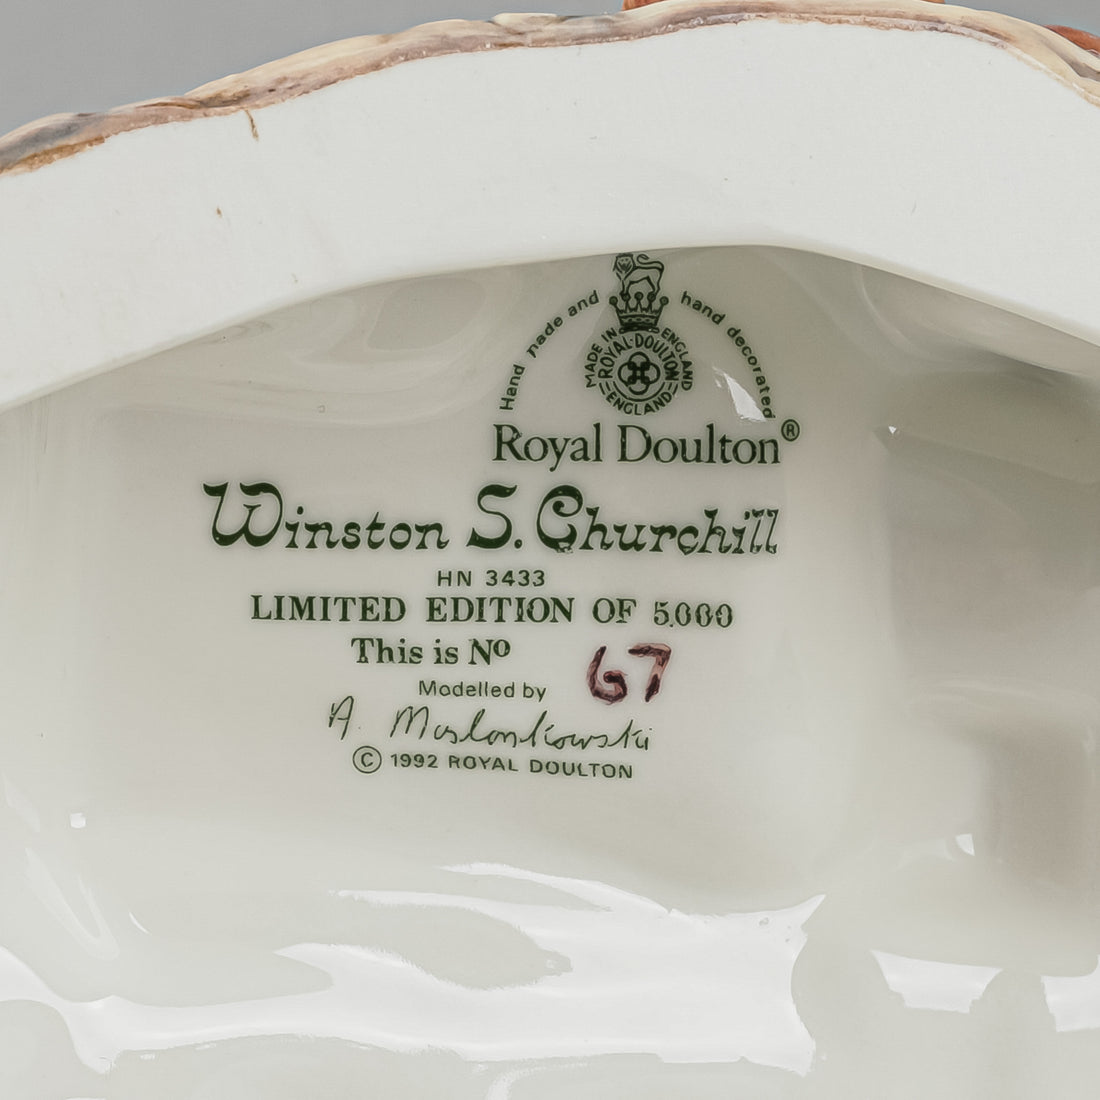 Hand made and hand decorated
MADE IN ENGLAND
ROYAL·DOULTON
ENGLAND
Royal Doulton®
Winston S. Churchill
HN 3433
LIMITED EDITION OF 5,000
This is Nº 67
Modelled by
A. Maslankowski
© 1992 ROYAL DOULTON